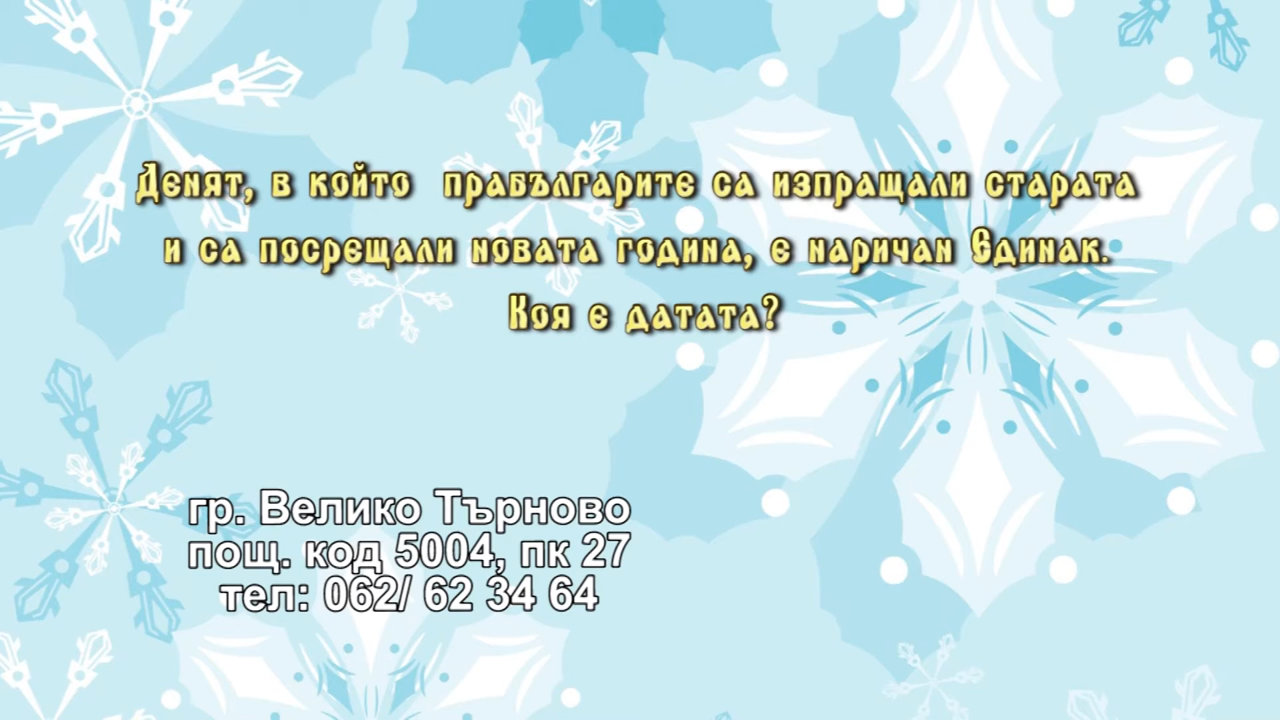 Денят, в който прабългарите са изпращали старата
и са посрещали новата година, е наричан Единак.
Коя е датата?
гр. Велико Търново
пощ. код 5004, пк 27
тел: 062/ 62 34 64